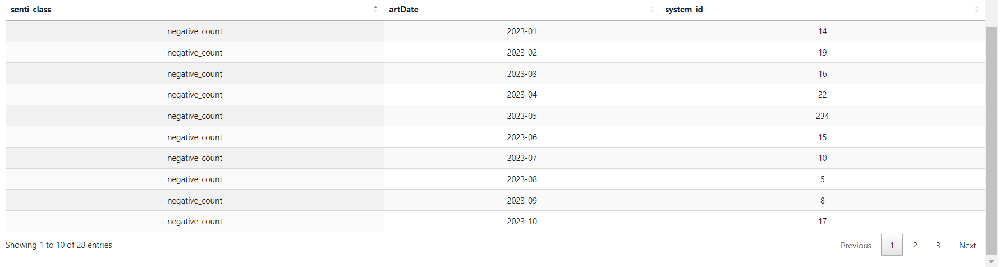 senti_class artDate system_id
negative_count 2023-01 14
negative_count 2023-02 19
negative_count 2023-03 16
negative_count 2023-04 22
negative_count 2023-05 234
negative_count 2023-06 15
negative_count 2023-07 10
negative_count 2023-08 5
negative_count 2023-09 8
negative_count 2023-10 17
Showing 1 to 10 of 28 entries Previous 1 2 3 Next